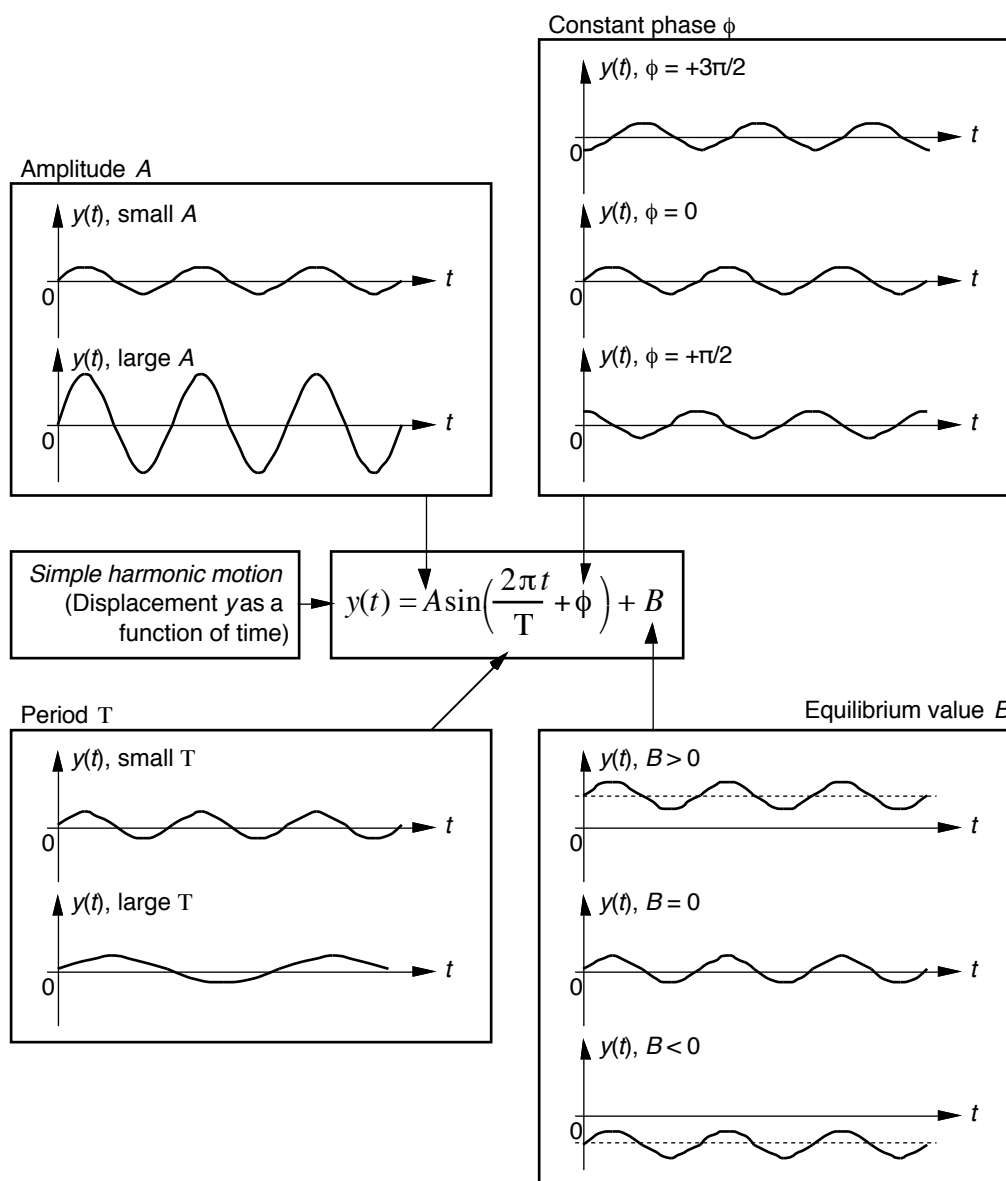 Constant phase ϕ
y(t), ϕ = +3π/2
t
0
y(t), ϕ = 0
t
0
y(t), ϕ = +π/2
t
0
Amplitude A
y(t), small A
t
0
y(t), large A
t
0
Simple harmonic motion
(Displacement y as a
function of time)
y(t) = A sin(2πt/T + ϕ) + B
Period T
y(t), small T
t
0
y(t), large T
t
0
Equilibrium value B
y(t), B > 0
t
0
y(t), B = 0
t
0
y(t), B < 0
t
0